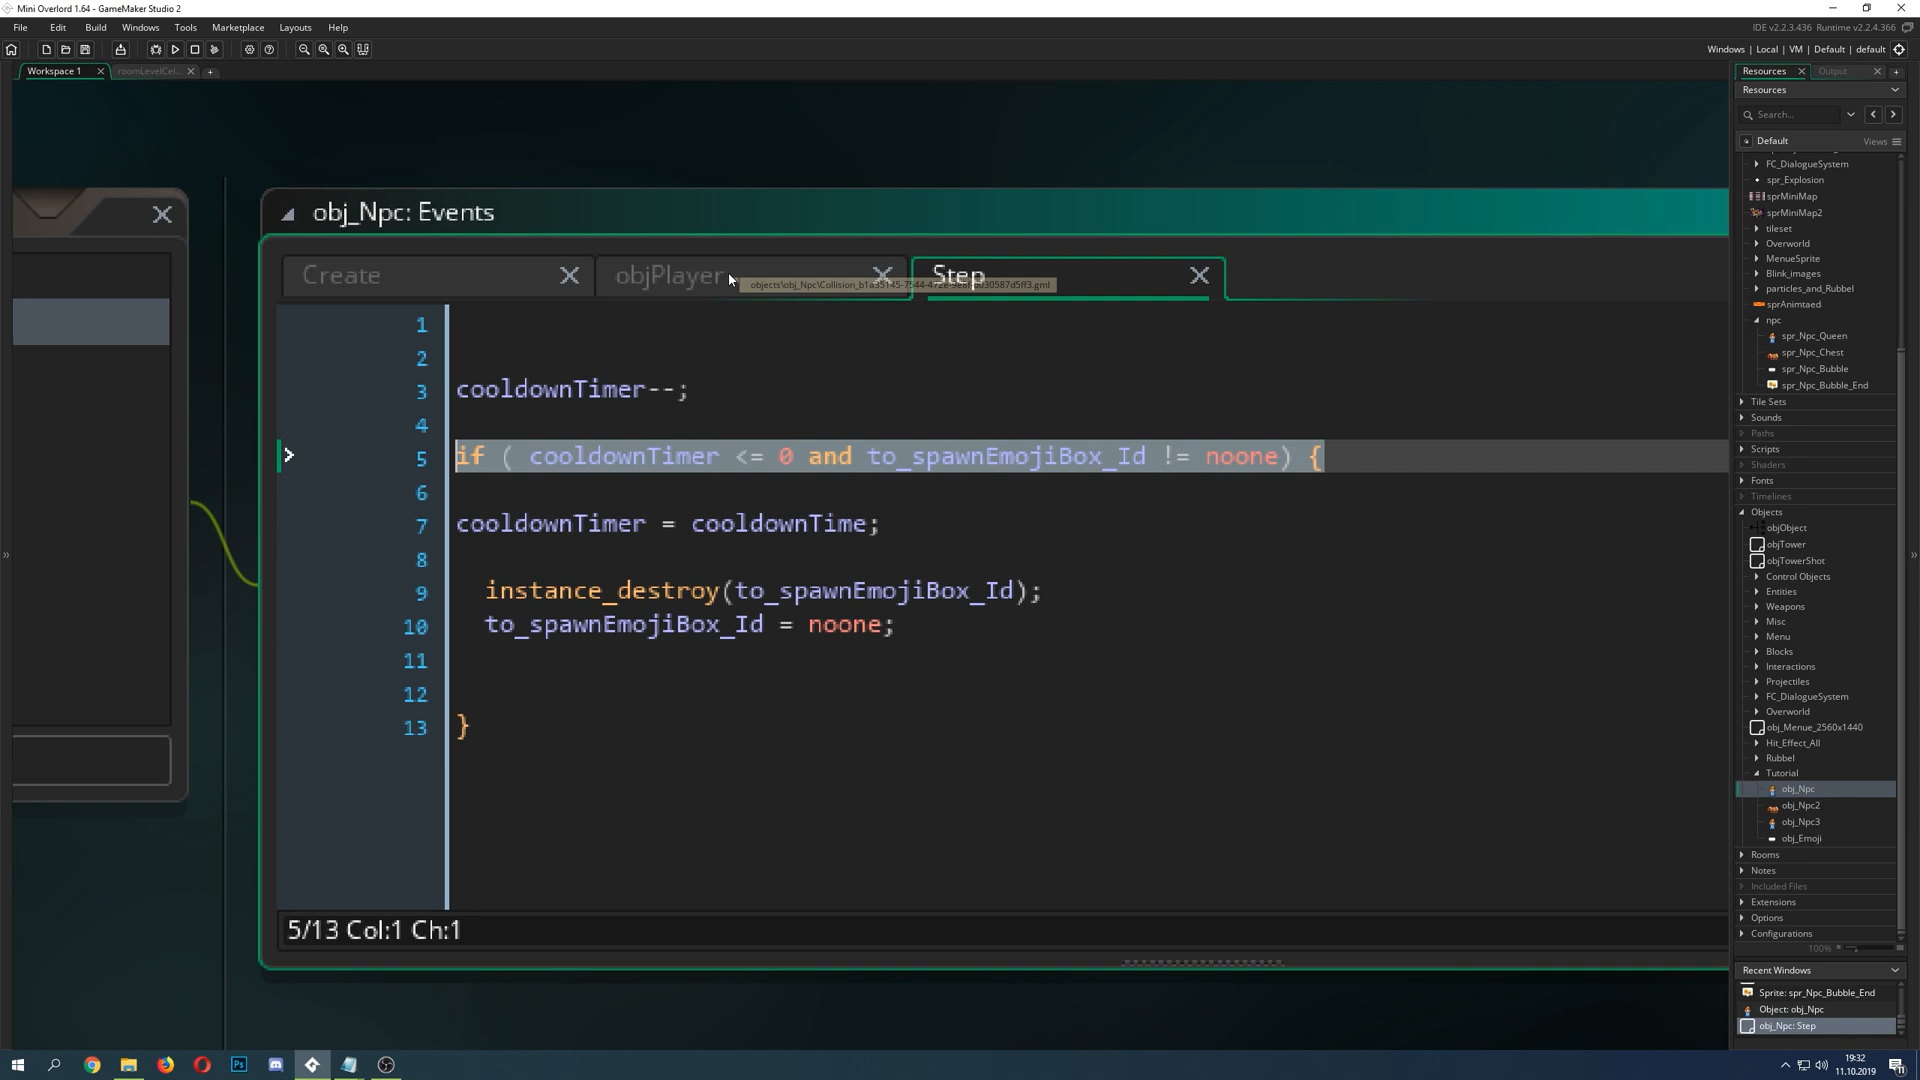 Mini Overlord 1.64 - GameMaker Studio 2
File Edit Build Windows Tools Marketplace Layouts Help
IDE v2.2.3.436 Runtime v2.2.4.366
Windows | Local | VM | Default | default
Workspace 1
roomLevelCel...
Resources
Output
Resources
Search...
Default
Views
FC_DialogueSystem
spr_Explosion
sprMiniMap
sprMiniMap2
tileset
Overworld
MenueSprite
Blink_images
particles_and_Rubbel
sprAnimtaed
npc
spr_Npc_Queen
spr_Npc_Chest
spr_Npc_Bubble
spr_Npc_Bubble_End
Tile Sets
Sounds
Paths
Scripts
Shaders
Fonts
Timelines
Objects
objObject
objTower
objTowerShot
Control Objects
Entities
Weapons
Misc
Menu
Blocks
Interactions
Projectiles
FC_DialogueSystem
Overworld
obj_Menue_2560x1440
Hit_Effect_All
Rubbel
Tutorial
obj_Npc
obj_Npc2
obj_Npc3
obj_Emoji
Rooms
Notes
Included Files
Extensions
Options
Configurations
100%
Recent Windows
Sprite: spr_Npc_Bubble_End
Object: obj_Npc
obj_Npc: Step
obj_Npc: Events
Create
objPlayer
Step
1
2
3 cooldownTimer--;
4
5 if ( cooldownTimer <= 0 and to_spawnEmojiBox_Id != noone) {
6
7 cooldownTimer = cooldownTime;
8
9 instance_destroy(to_spawnEmojiBox_Id);
10 to_spawnEmojiBox_Id = noone;
11
12
13 }
5/13 Col:1 Ch:1
19:32
11.10.2019